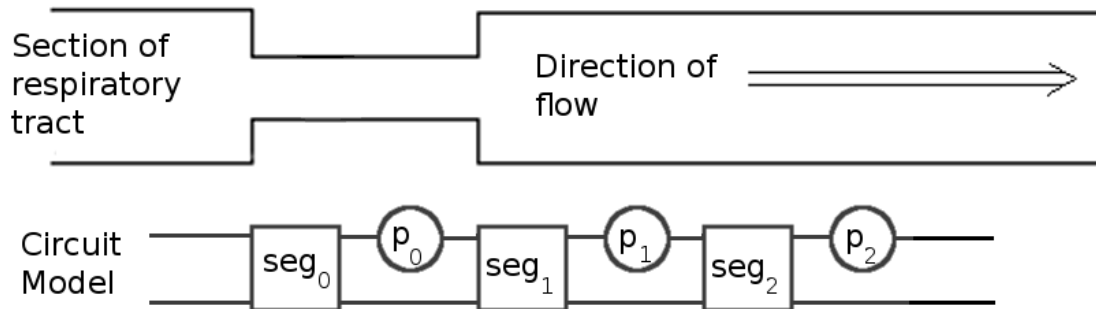 Section of
respiratory
tract
Direction of
flow
Circuit
Model
seg₀
p₀
seg₁
p₁
seg₂
p₂